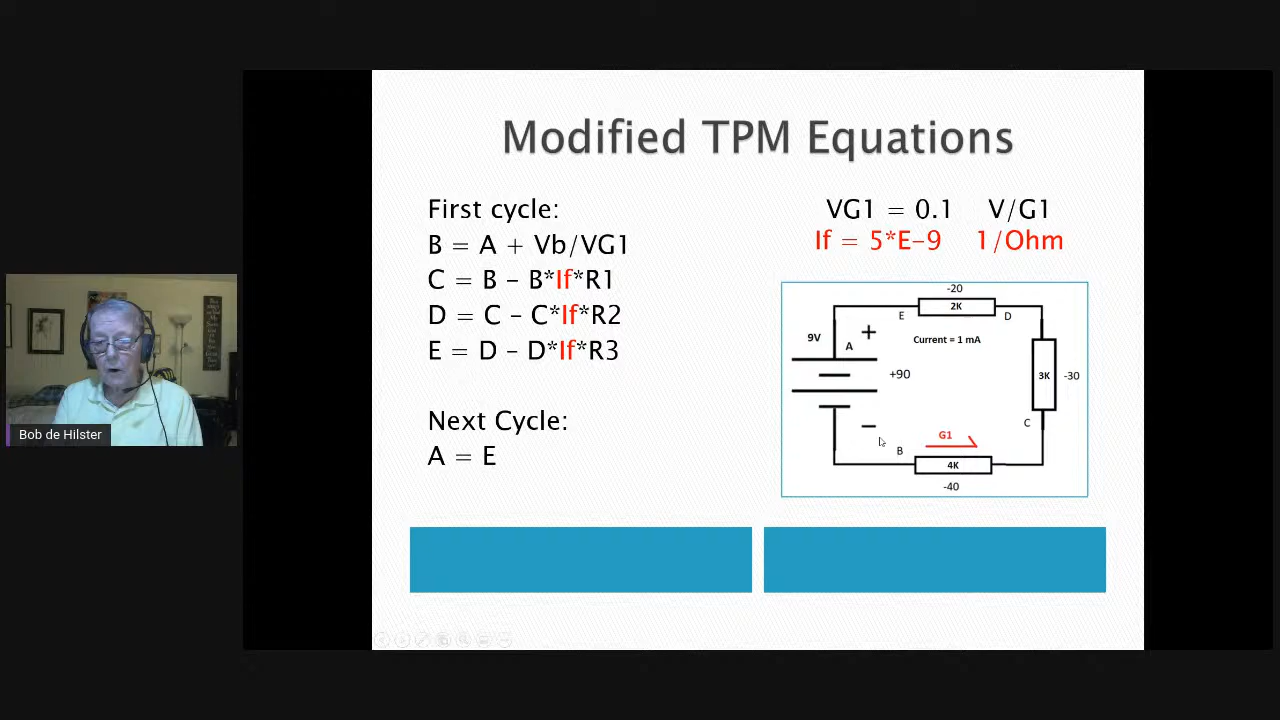 Modified TPM Equations
First cycle:
B = A + Vb/VG1
C = B – B*If*R1
D = C – C*If*R2
E = D – D*If*R3
Next Cycle:
A = E
VG1 = 0.1 V/G1
If = 5*E-9 1/Ohm
-20
2K
E
D
9V
+
A
Current = 1 mA
+90
3K
-30
C
–
G1
B
4K
-40
Bob de Hilster